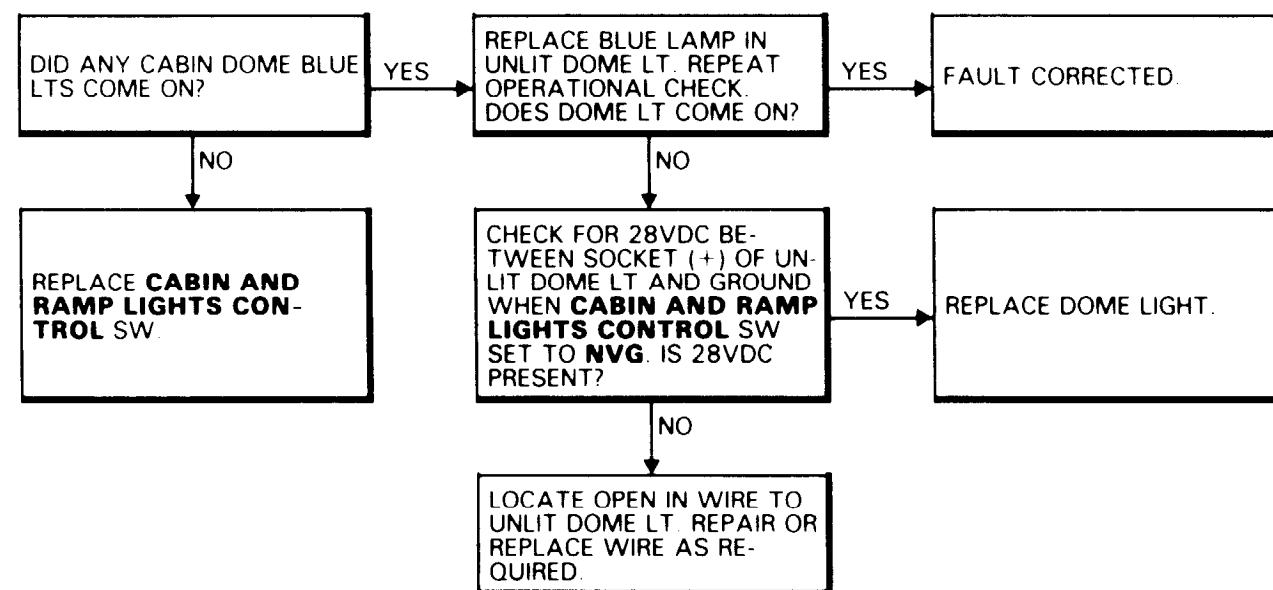 DID ANY CABIN DOME BLUE
LTS COME ON?
YES
REPLACE BLUE LAMP IN
UNLIT DOME LT. REPEAT
OPERATIONAL CHECK.
DOES DOME LT COME ON?
YES
FAULT CORRECTED.
NO
NO
REPLACE CABIN AND
RAMP LIGHTS CON-
TROL SW.
CHECK FOR 28VDC BE-
TWEEN SOCKET (+) OF UN-
LIT DOME LT AND GROUND
WHEN CABIN AND RAMP
LIGHTS CONTROL SW
SET TO NVG. IS 28VDC
PRESENT?
YES
REPLACE DOME LIGHT.
NO
LOCATE OPEN IN WIRE TO
UNLIT DOME LT. REPAIR OR
REPLACE WIRE AS RE-
QUIRED.